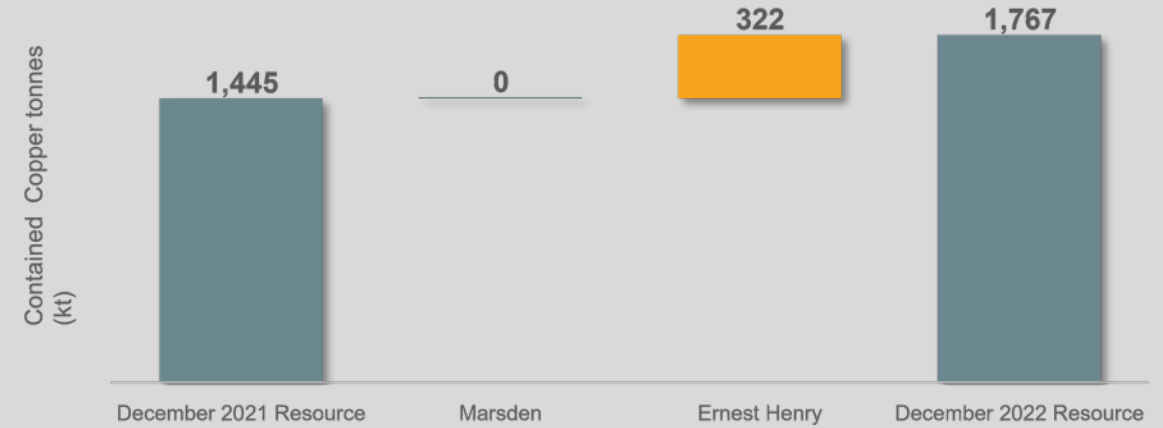 Contained Copper tonnes
(kt)
1,445
0
322
1,767
December 2021 Resource
Marsden
Ernest Henry
December 2022 Resource